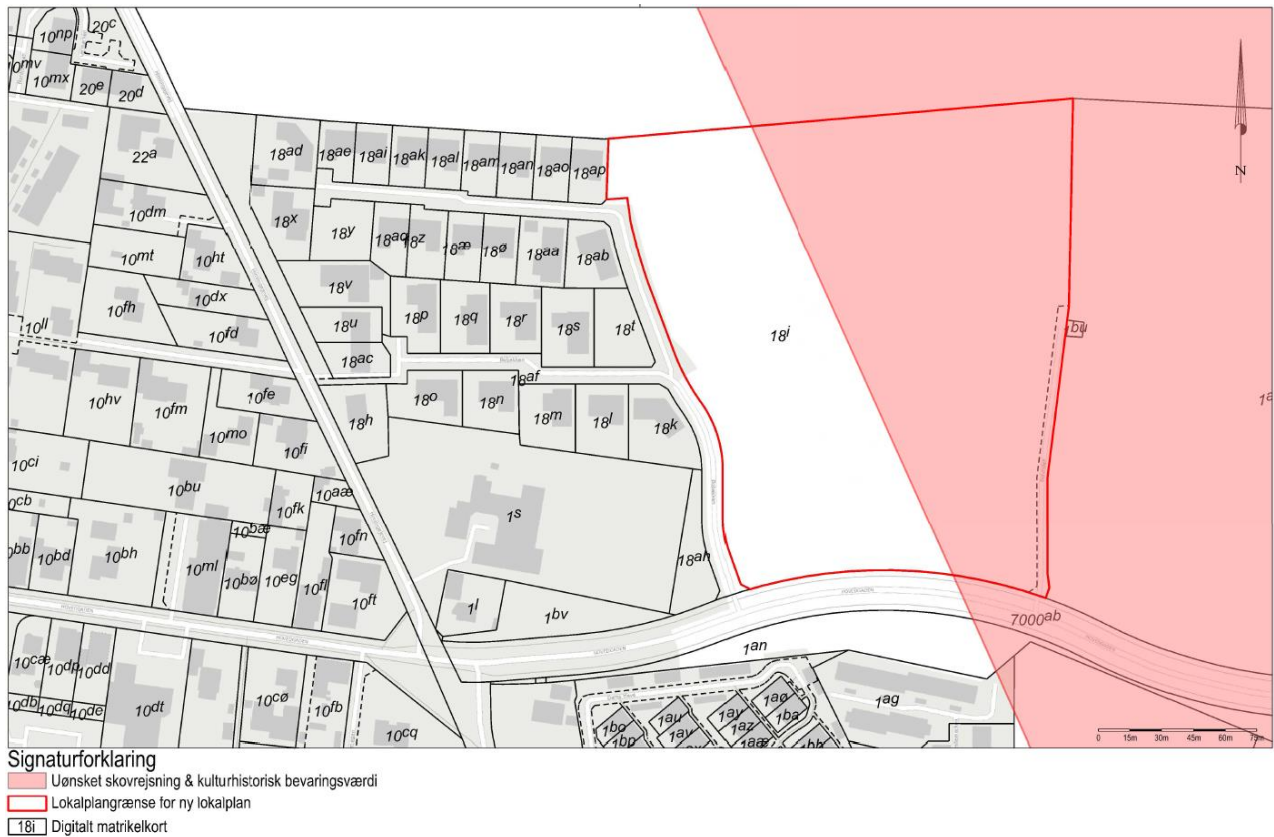 10np 20c
10mv 10mx 20e 20d
22a 18ad 18ae 18ai 18ak 18al 18am 18an 18ao 18ap
N
10dm 18x 18y 18aq 18z 18æ 18ø 18aa 18ab
10mt 10ht
10dx 18v
10fh 18p 18q 18r 18s 18t 18i bu
10ll 10fd 18u
18ac
18af
10hv 10fm 10fe 18h 18o 18n 18m 18l 18k
10mo 10fi
10ci 10bu 10aæ
10fk 1s
10bb 10bd 10bh 10ml 10bæ 10fn 18ah
10bø 10eg 10fl 10ft 1l 1bv
HOVEDGADEN
7000ab
HOVEDGADEN
HOVEDGADEN
1an
10cæ 10dp 10dd 1ag
10db 10dq 10de 10dt 10cø 10fb 10cq
1au 1ay 1aø
1bo 1av 1az 1ba
1bp 1aæ
0 15m 30m 45m 60m 75m
Signaturforklaring
Uønsket skovrejsning & kulturhistorisk bevaringsværdi
Lokalplangrænse for ny lokalplan
18i Digitalt matrikelkort